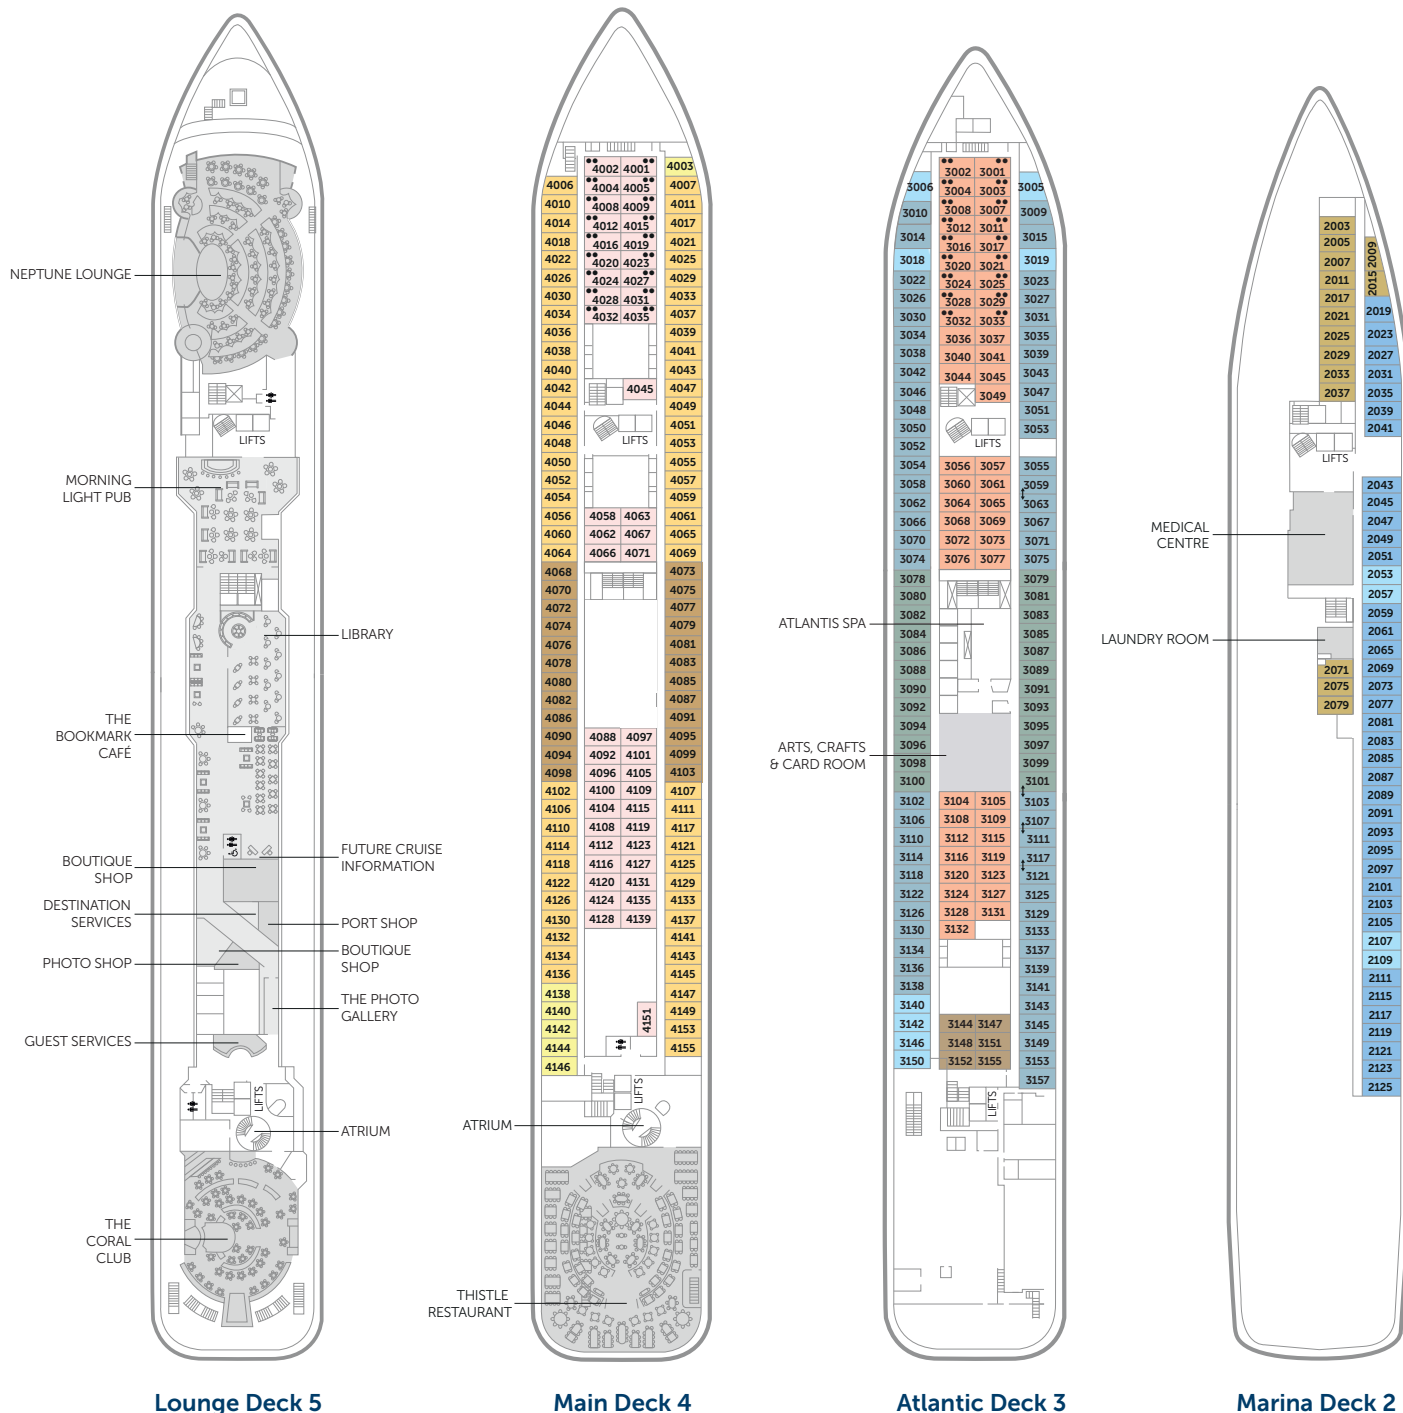 NEPTUNE LOUNGE
LIFTS
MORNING
LIGHT PUB
LIBRARY
THE
BOOKMARK
CAFÉ
FUTURE CRUISE
INFORMATION
BOUTIQUE
SHOP
DESTINATION
SERVICES
PORT SHOP
BOUTIQUE
SHOP
PHOTO SHOP
THE PHOTO
GALLERY
GUEST SERVICES
LIFTS
ATRIUM
THE
CORAL
CLUB
Lounge Deck 5
4002 4001 4003
4006 4004 4005 4007
4010 4008 4009 4011
4014 4012 4015 4017
4018 4016 4019 4021
4022 4020 4023 4025
4026 4024 4027 4029
4030 4028 4031 4033
4034 4032 4035 4037
4036 4039
4038 4041
4040 4043
4042 4045 4047
4044 4049
4046 4051
LIFTS
4048 4053
4050 4055
4052 4057
4054 4059
4056 4058 4063 4061
4060 4062 4067 4065
4064 4066 4071 4069
4068 4073
4070 4075
4072 4077
4074 4079
4076 4081
4078 4083
4080 4085
4082 4087
4086 4091
4090 4088 4097 4095
4094 4092 4101 4099
4098 4096 4105 4103
4102 4100 4109 4107
4106 4104 4115 4111
4110 4108 4119 4117
4114 4112 4123 4121
4118 4116 4127 4125
4122 4120 4131 4129
4126 4124 4135 4133
4130 4128 4139 4137
4132 4141
4134 4143
4136 4145
4138 4147
4140 4151 4149
4142 4153
4144 4155
4146
LIFTS
ATRIUM
THISTLE
RESTAURANT
Main Deck 4
3002 3001
3006 3004 3003 3005
3010 3008 3007 3009
3012 3011
3014 3016 3017 3015
3018 3020 3021 3019
3022 3024 3025 3023
3026 3028 3029 3027
3030 3032 3033 3031
3034 3036 3037 3035
3038 3040 3041 3039
3042 3044 3045 3043
3046 3049
3048 3051
3050 3053
LIFTS
3052
3054 3056 3057 3055
3058 3060 3061 3059
3062 3064 3065 3063
3066 3068 3069 3067
3070 3072 3073 3071
3074 3076 3077 3075
3078 3079
3080 3081
3082 3083
ATLANTIS SPA
3084 3085
3086 3087
3088 3089
3090 3091
3092 3093
3094 3095
ARTS, CRAFTS
& CARD ROOM
3096 3097
3098 3099
3100 3101
3102 3104 3105 3103
3106 3108 3109 3107
3110 3112 3115 3111
3114 3116 3119 3117
3118 3120 3123 3121
3122 3124 3127 3125
3126 3128 3131 3129
3130 3132 3133
3134 3137
3136 3139
3138 3141
3140 3143
3142 3144 3147 3145
3146 3148 3151 3149
3150 3152 3155 3153
3157
LIFTS
Atlantic Deck 3
2003
2005
2007 2009
2011 2015
2017
2021 2019
2025 2023
2029 2027
2033 2031
2037 2035
2039
2041
LIFTS
2043
2045
2047
MEDICAL
CENTRE
2049
2051
2053
2057
2059
2061
LAUNDRY ROOM
2065
2071 2069
2075 2073
2079 2077
2081
2083
2085
2087
2089
2091
2093
2095
2097
2101
2103
2105
2107
2109
2111
2115
2117
2119
2121
2123
2125
Marina Deck 2